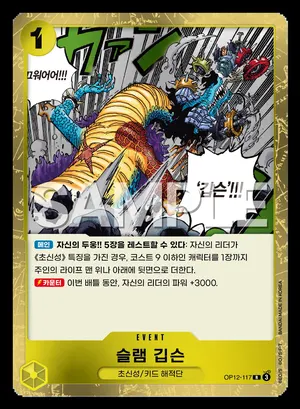 1
그워어어!!!
'깁슨'!!!
SAMPLE
메인 자신의 두웅!! 5장을 레스트할 수 있다: 자신의 리더가
《초신성》 특징을 가진 경우, 코스트 9 이하인 캐릭터를 1장까지
주인의 라이프 맨 위나 아래에 뒷면으로 더한다.
카운터 이번 배틀 동안, 자신의 리더의 파워 +3000.
EVENT
슬램 깁슨
초신성/키드 해적단
OP12-117 R 3